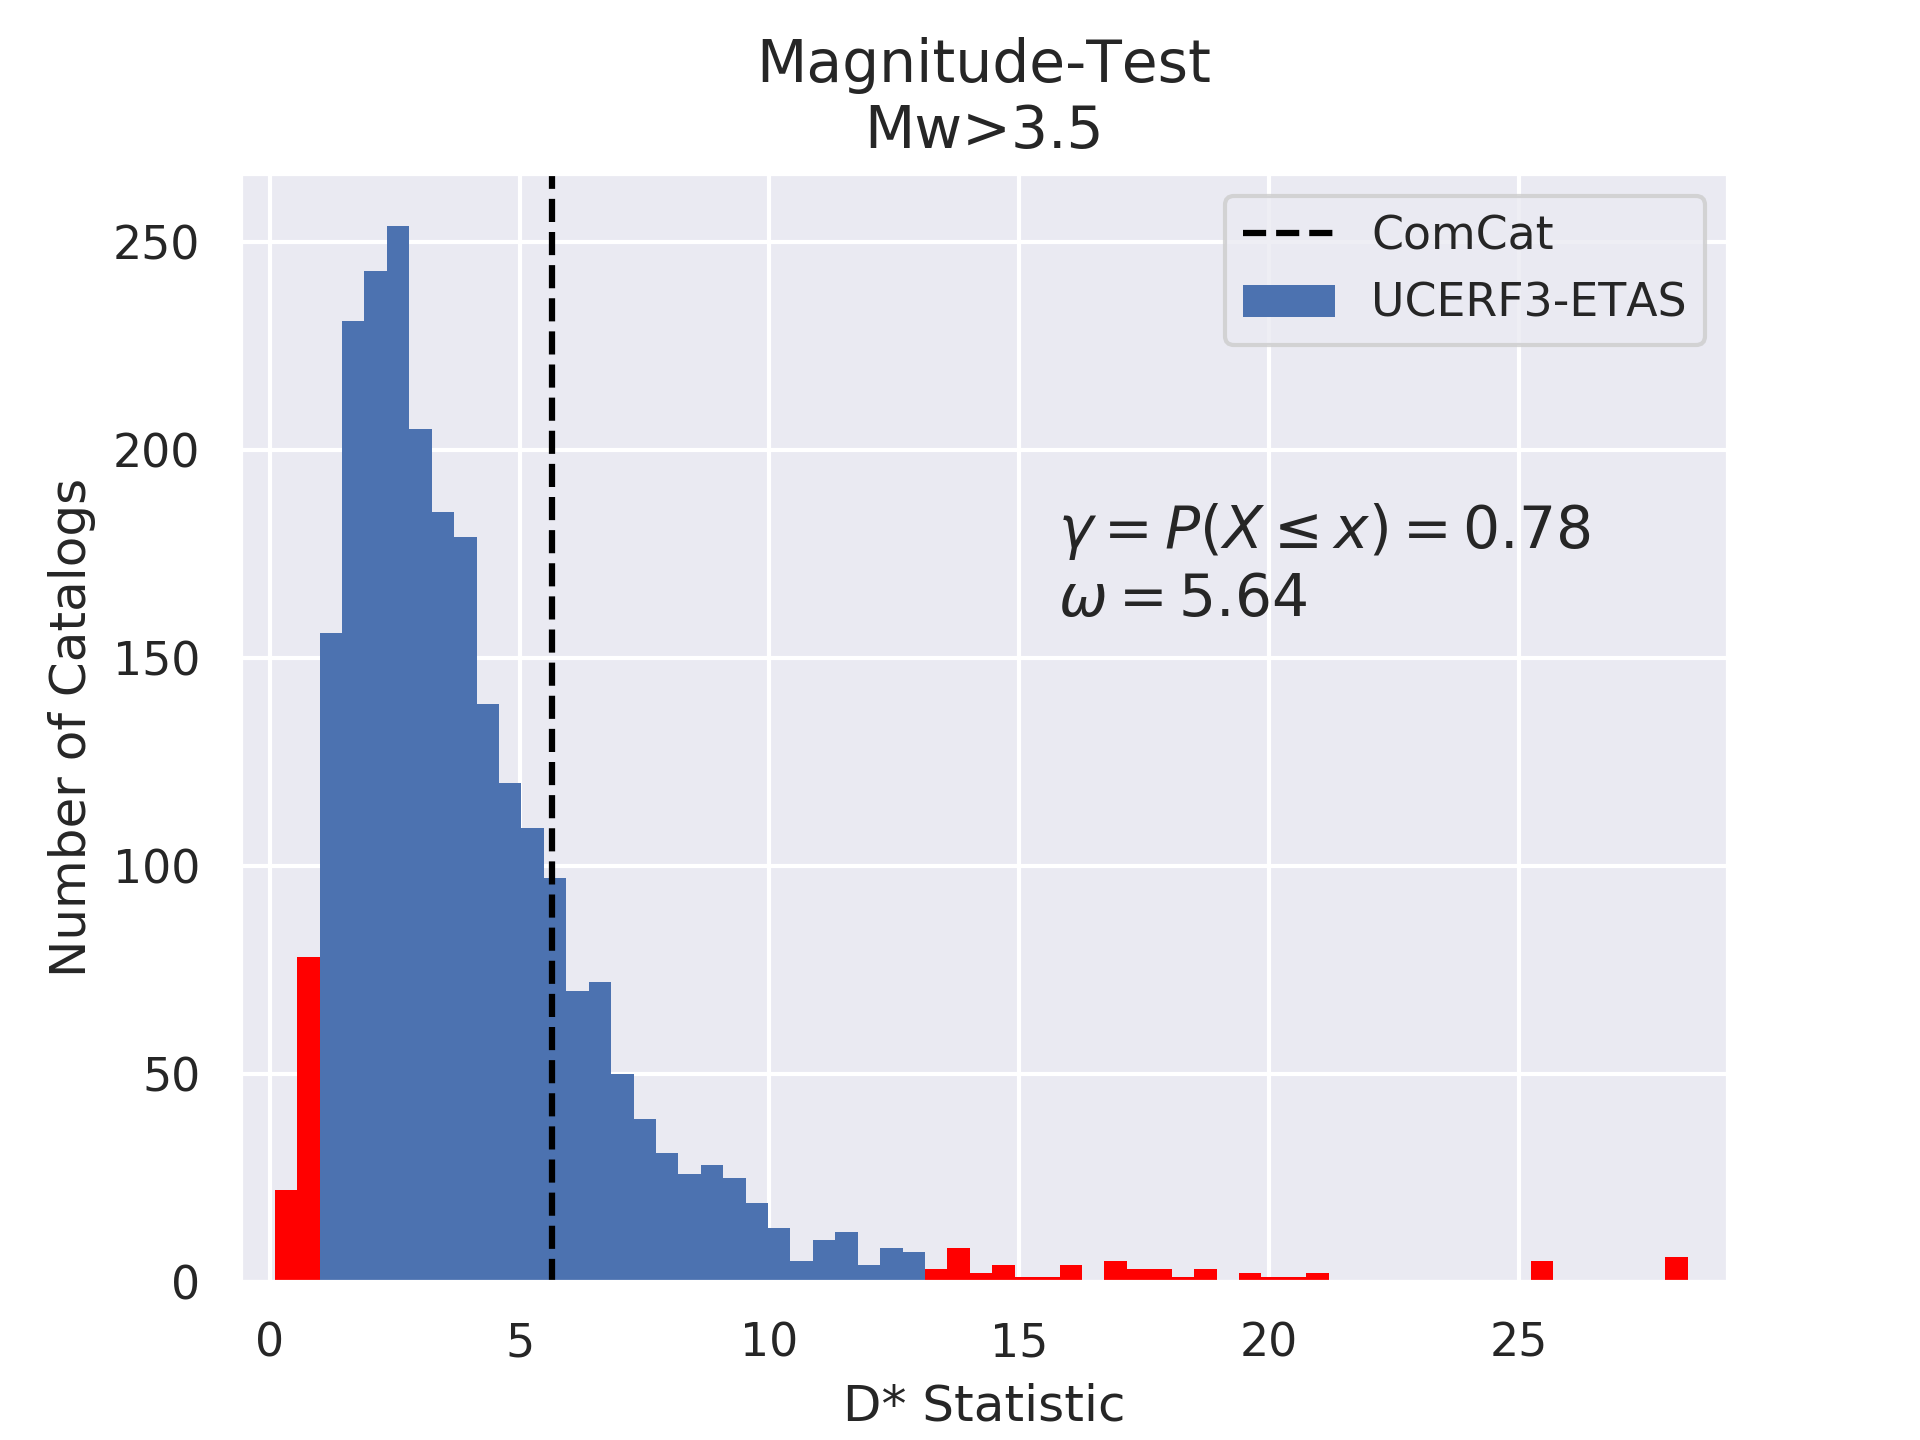 Magnitude-Test
Mw>3.5
ComCat
UCERF3-ETAS
γ = P(X ≤ x) = 0.78
ω = 5.64
Number of Catalogs
250
200
150
100
50
0
0 5 10 15 20 25
D* Statistic